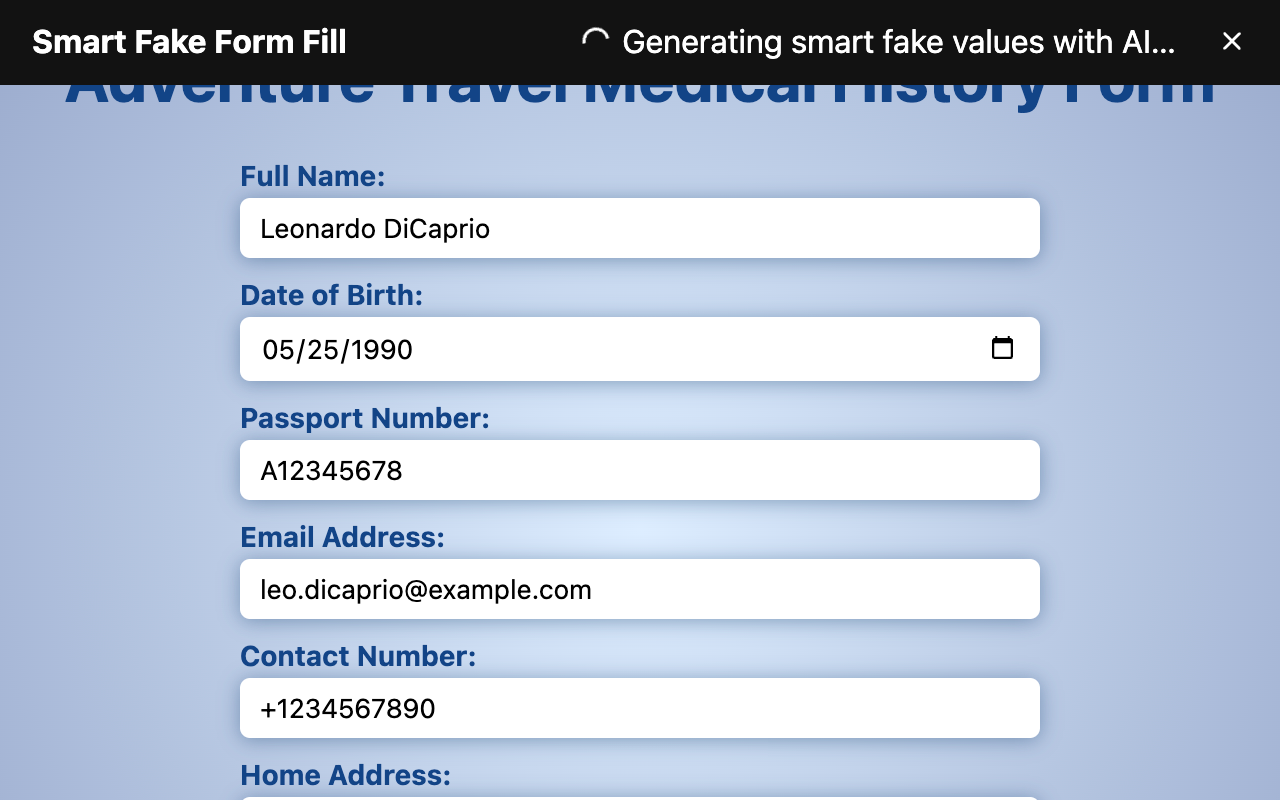 Smart Fake Form Fill
Generating smart fake values with AI...
Adventure Travel Medical History Form
Full Name:
Leonardo DiCaprio
Date of Birth:
05/25/1990
Passport Number:
A12345678
Email Address:
leo.dicaprio@example.com
Contact Number:
+1234567890
Home Address: